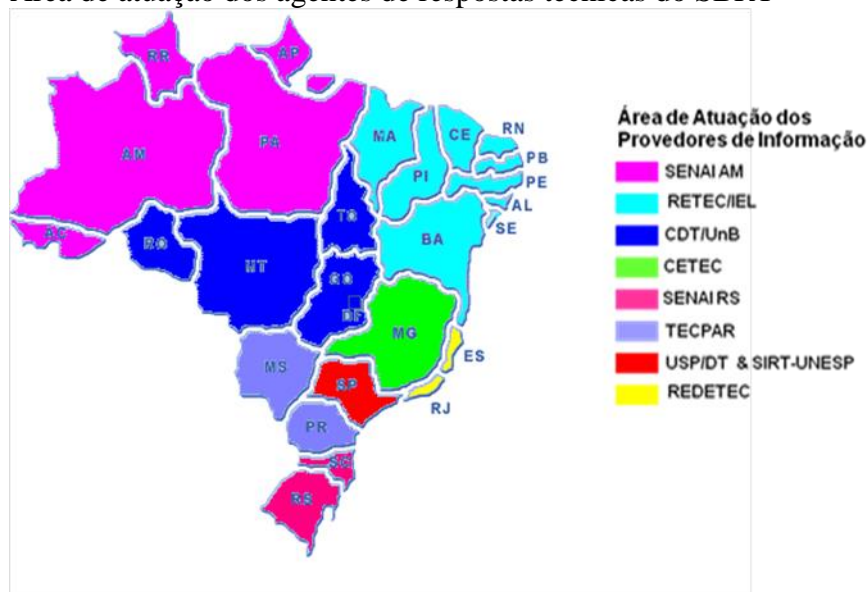 Área de atuação dos agentes de respostas técnicas do SBRT
RR
AP
AM
PA
MA
CE
RN
PB
PI
PE
AL
SE
AC
RO
TO
BA
MT
GO
DF
MG
ES
MS
SP
RJ
PR
SC
RS
Área de Atuação dos
Provedores de Informação
SENAI AM
RETEC/IEL
CDT/UnB
CETEC
SENAI RS
TECPAR
USP/DT & SIRT-UNESP
REDETEC